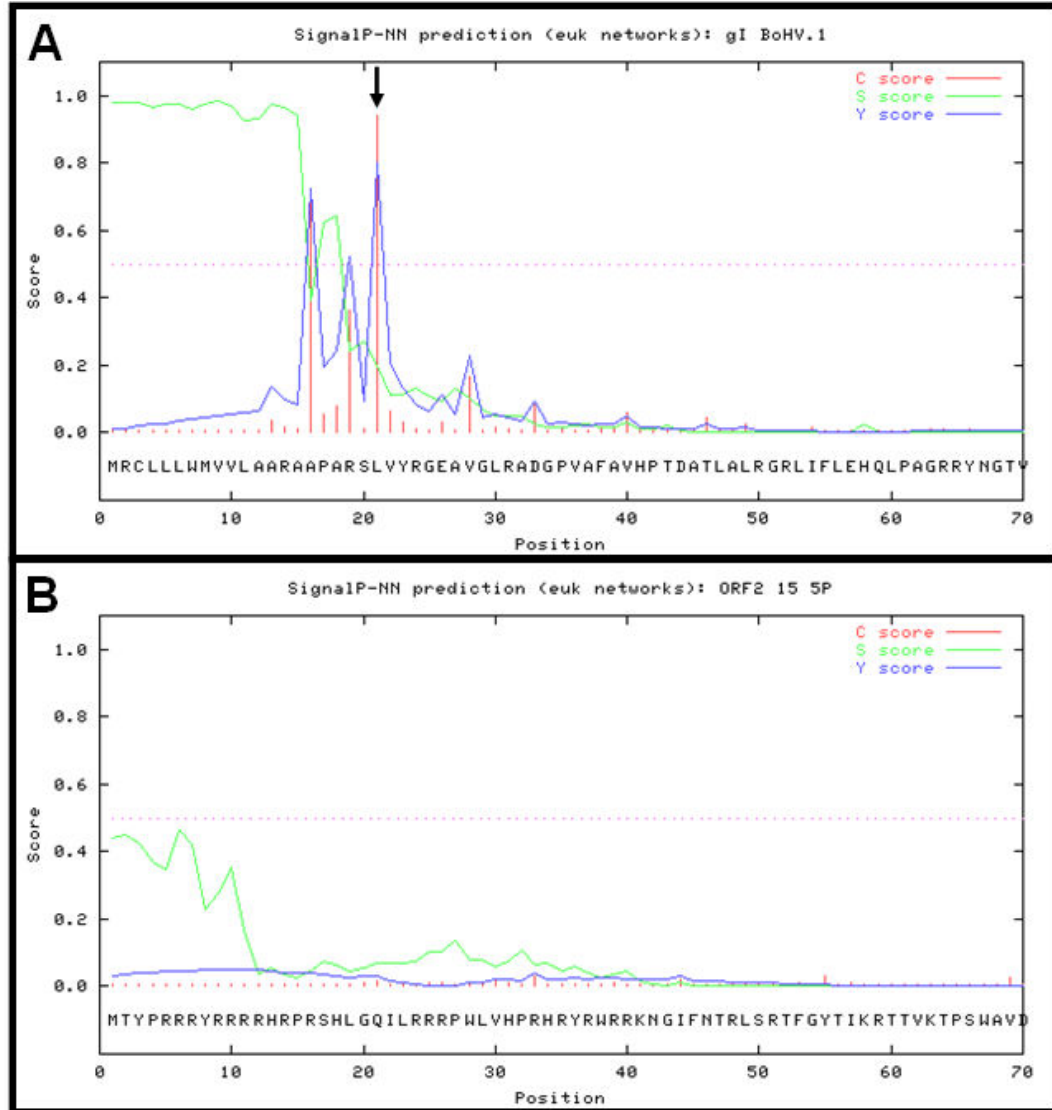 A
SignalP-NN prediction (euk networks): gI BoHV.1
C score
S score
Y score
1.0
0.8
0.6
0.4
0.2
0.0
Score
MRCLLLWMVVLAARAAPARSLVYRGEAVGLRADGPVAFAVHPTDATLALRGRLIFLEHQLPAGRRYNGTV
0 10 20 30 40 50 60 70
Position
B
SignalP-NN prediction (euk networks): ORF2 15 5P
C score
S score
Y score
1.0
0.8
0.6
0.4
0.2
0.0
Score
MTYPRRRYRRRRHRPRSHLGQILRRRPWLVHPRHRYRWRRKNGIFNTRLSRTFGYTIKRTTVKTPSWAVD
0 10 20 30 40 50 60 70
Position